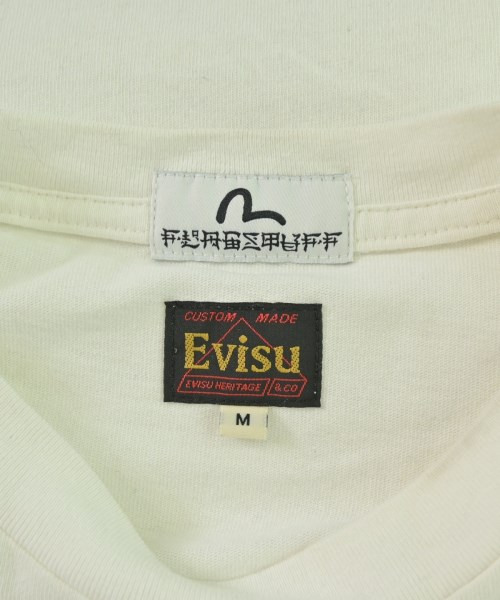 F-LAGSTUF-F
CUSTOM MADE
Evisu
EVISU HERITAGE & CO
M